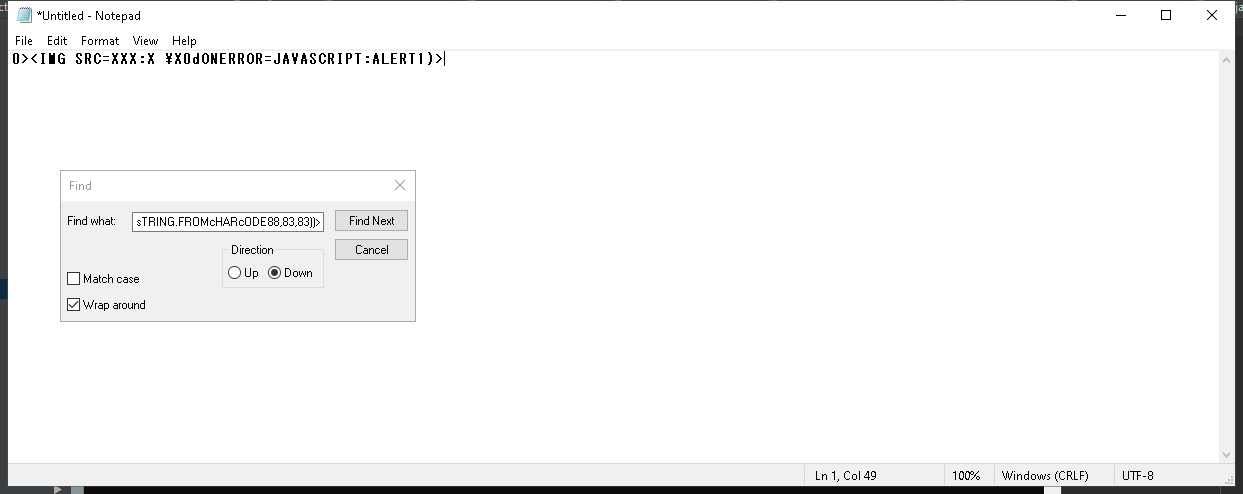 *Untitled - Notepad
File Edit Format View Help
0><IMG SRC=XXX:X ¥X0dONERROR=JAVASCRIPT:ALERT1)>
Find
Find what: sTRING.FROMcHARcODE88,83,83))> Find Next
Direction Cancel
Up Down
Match case
Wrap around
Ln 1, Col 49 100% Windows (CRLF) UTF-8